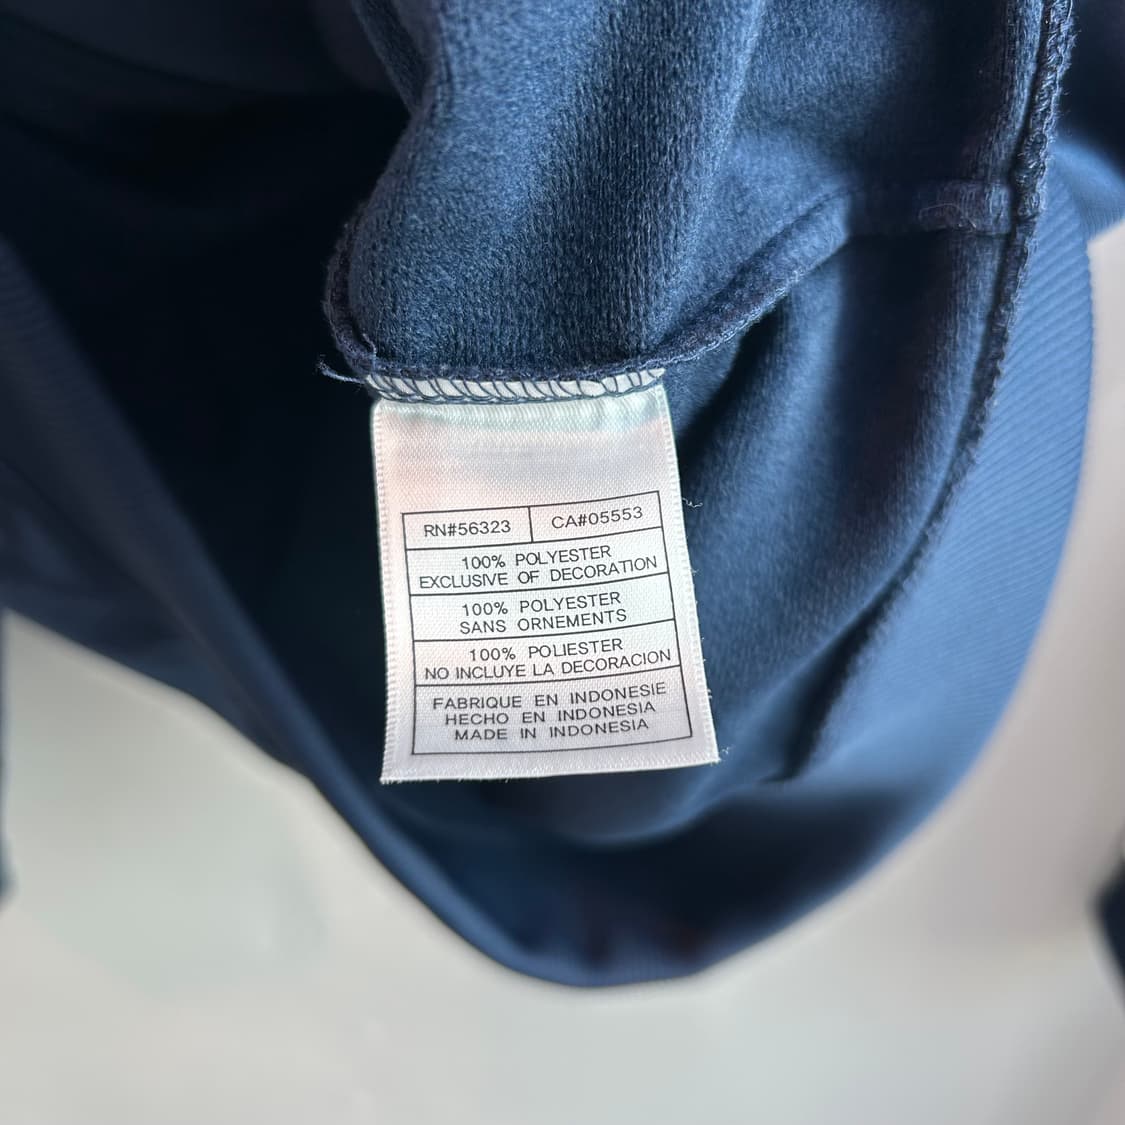 RN#56323 CA#05553
100% POLYESTER
EXCLUSIVE OF DECORATION
100% POLYESTER
SANS ORNEMENTS
100% POLIESTER
NO INCLUYE LA DECORACION
FABRIQUE EN INDONESIE
HECHO EN INDONESIA
MADE IN INDONESIA